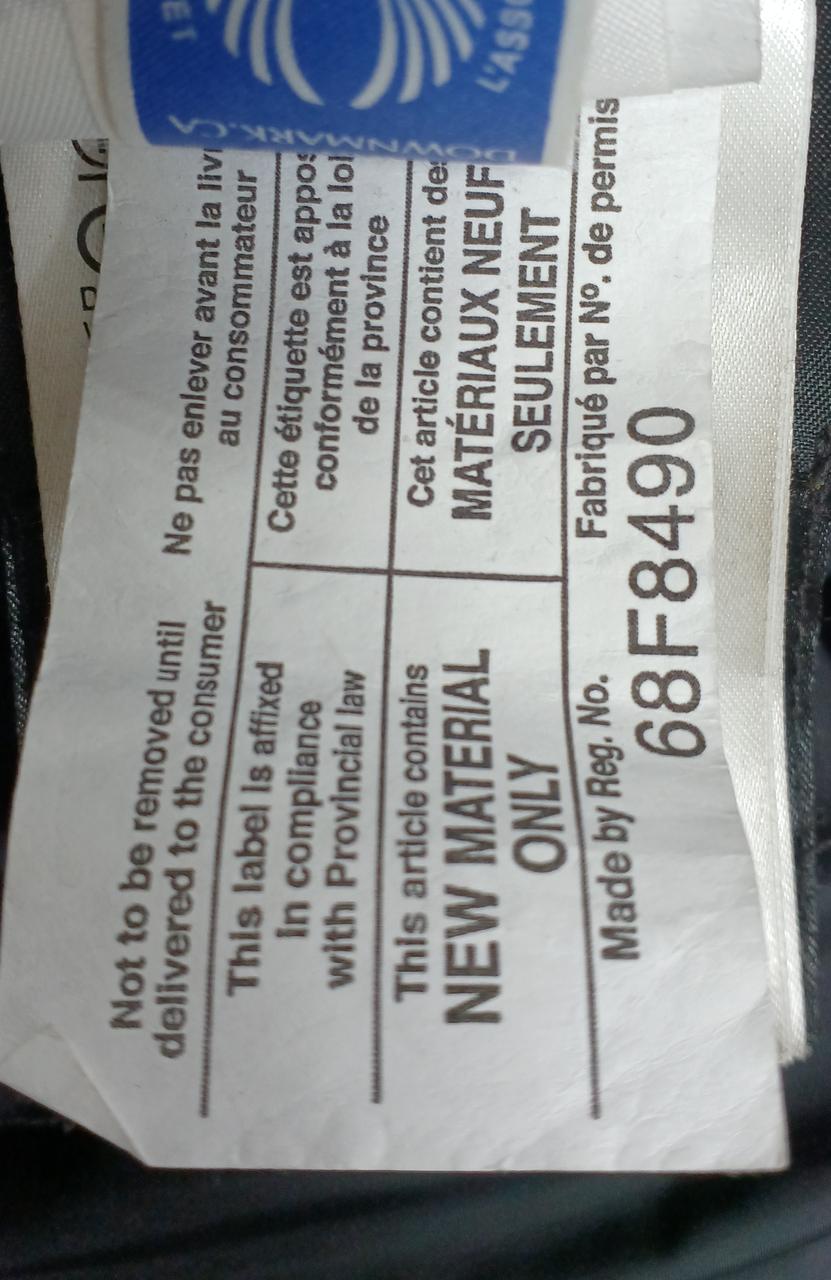 Not to be removed until
delivered to the consumer
Ne pas enlever avant la
au consommateur
This label is affixed
in compliance
with Provincial law
Cette étiquette est
conformément à la loi
de la province
This article contains
NEW MATERIAL
ONLY
Cet article contient
MATÉRIAUX NEUF
SEULEMENT
Made by Reg. No.
Fabriqué par Nº. de permis
68F8490
DOWNMARK.CA
ET